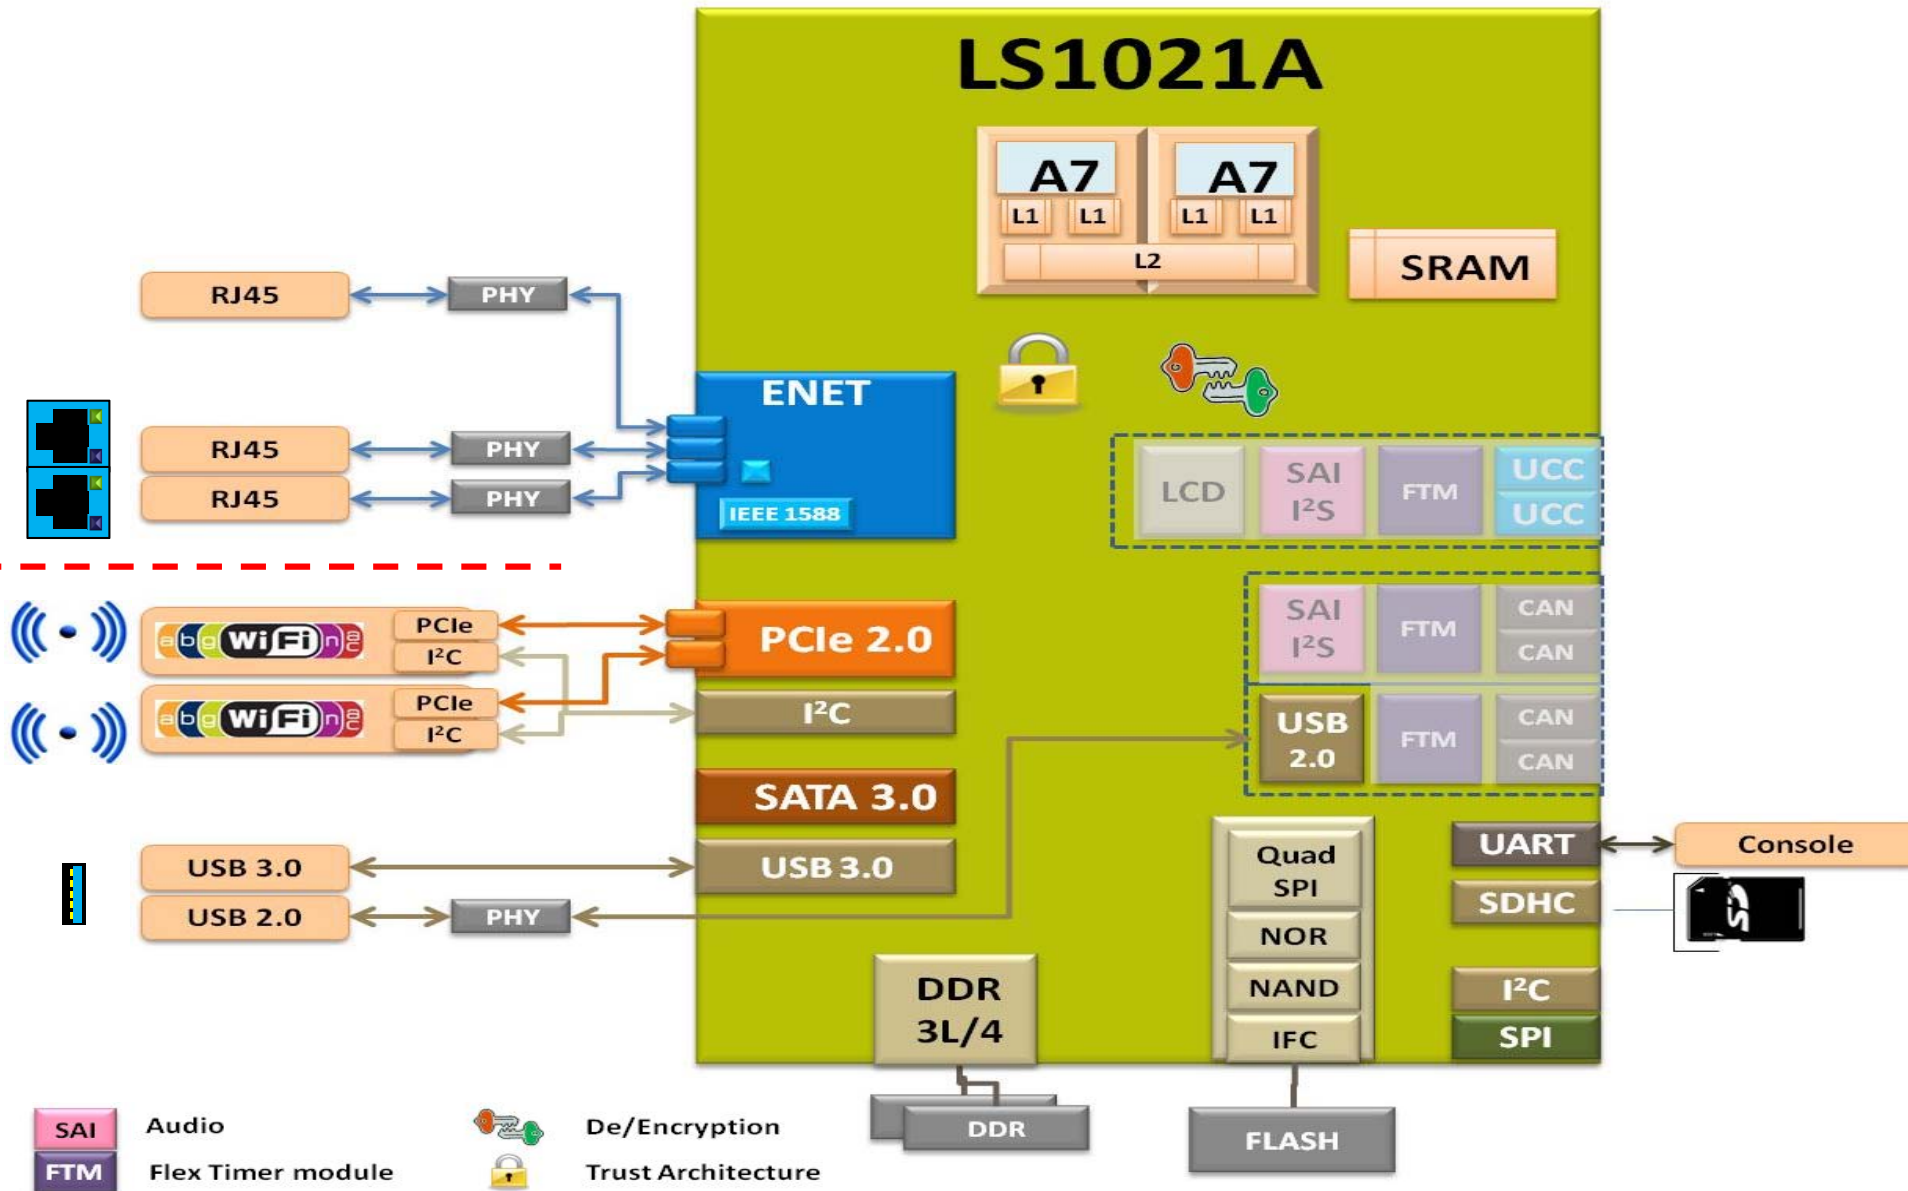 LS1021A
A7
A7
L1
L1
L1
L1
L2
SRAM
RJ45
PHY
ENET
RJ45
PHY
RJ45
PHY
IEEE 1588
LCD
SAI
I²S
FTM
UCC
UCC
SAI
I²S
FTM
CAN
CAN
abgWiFinac
PCIe
I²C
PCIe 2.0
abgWiFinac
PCIe
I²C
I²C
USB
2.0
FTM
CAN
CAN
SATA 3.0
USB 3.0
USB 3.0
USB 2.0
PHY
Quad
SPI
NOR
NAND
IFC
UART
Console
SDHC
SD
I²C
SPI
DDR
3L/4
DDR
FLASH
SAI
Audio
De/Encryption
FTM
Flex Timer module
Trust Architecture